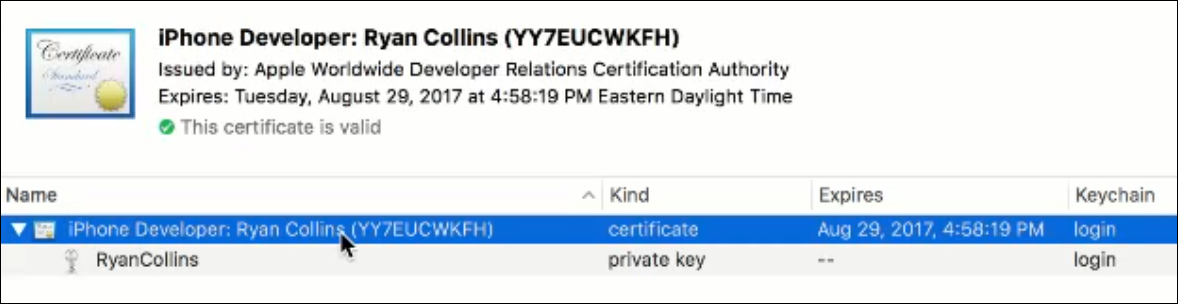 Certificate
Standard
iPhone Developer: Ryan Collins (YY7EUCWKFH)
Issued by: Apple Worldwide Developer Relations Certification Authority
Expires: Tuesday, August 29, 2017 at 4:58:19 PM Eastern Daylight Time
This certificate is valid
Name Kind Expires Keychain
iPhone Developer: Ryan Collins (YY7EUCWKFH) certificate Aug 29, 2017, 4:58:19 PM login
RyanCollins private key -- login